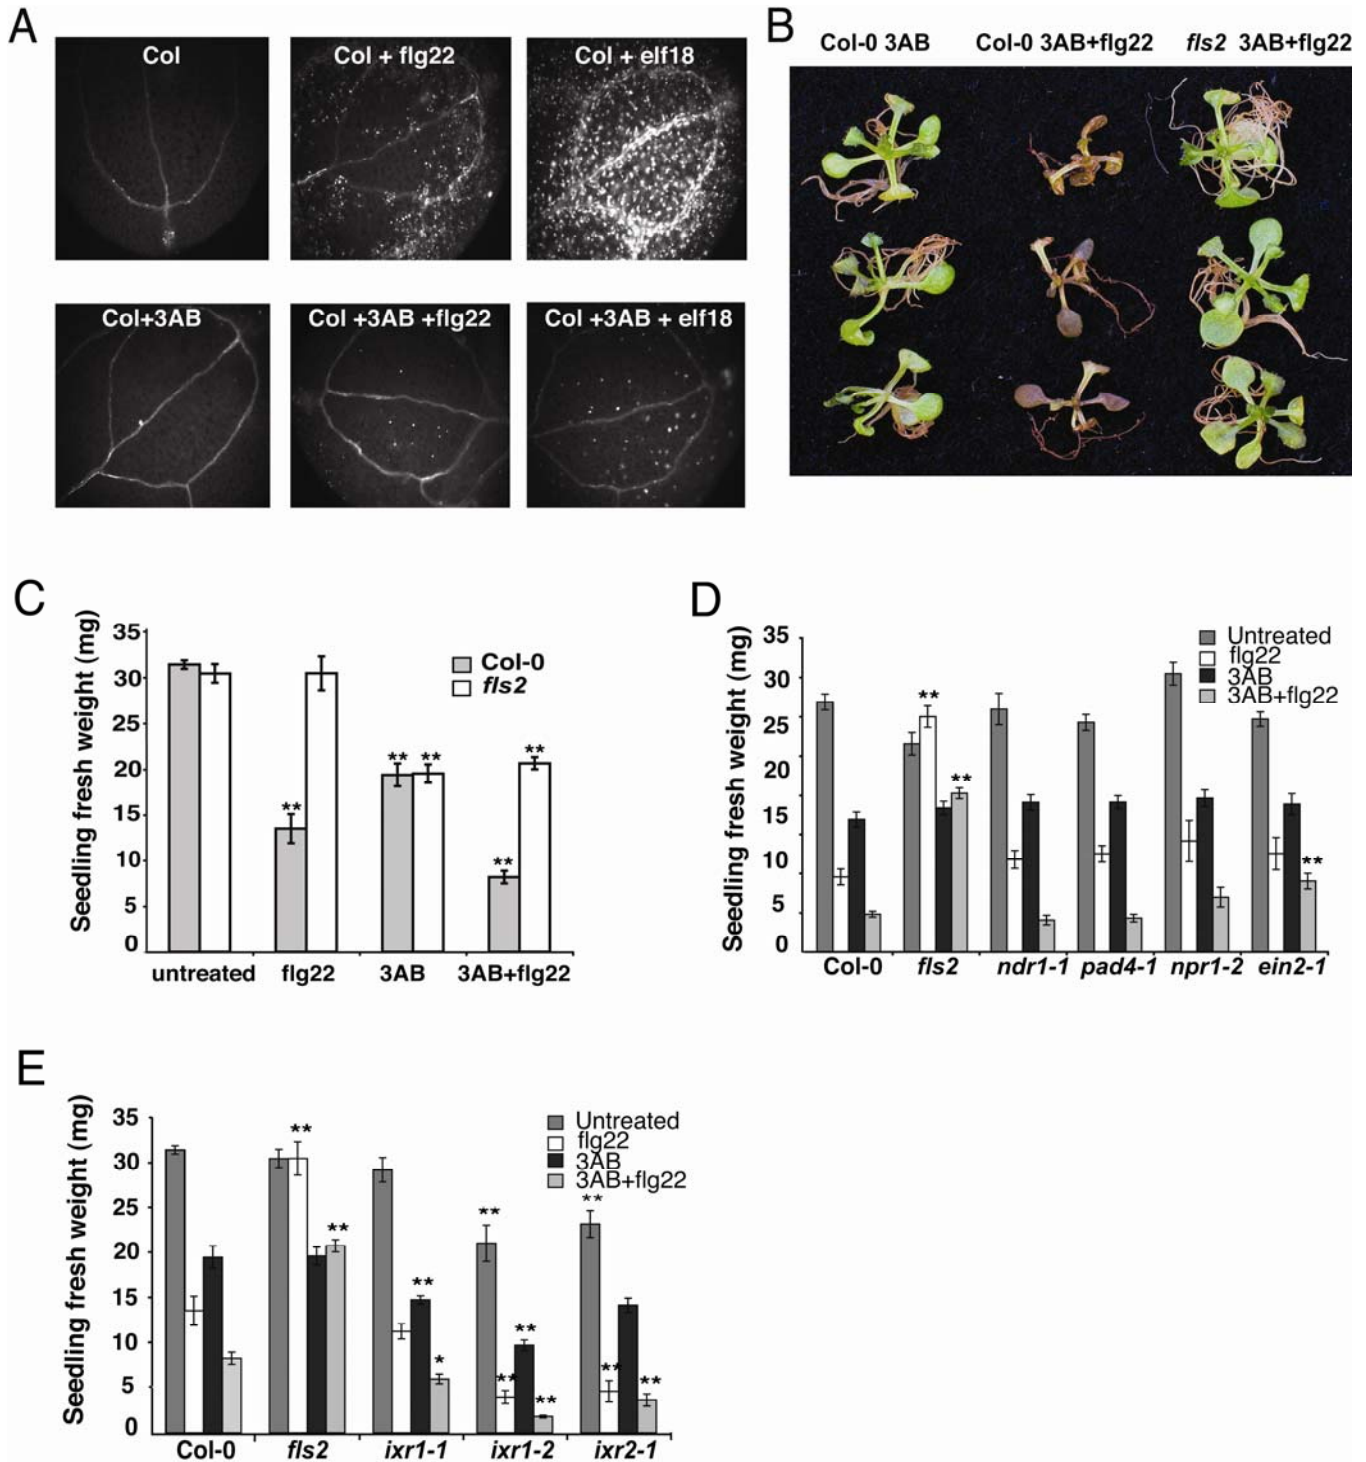 A
Col
Col + flg22
Col + elf18
Col+3AB
Col +3AB +flg22
Col +3AB + elf18
B
Col-0 3AB
Col-0 3AB+flg22
fls2 3AB+flg22
C
Seedling fresh weight (mg)
35
30
25
20
15
10
5
0
Col-0
fls2
**
**
**
**
**
untreated
flg22
3AB
3AB+flg22
D
Seedling fresh weight (mg)
35
30
25
20
20
15
10
5
0
Untreated
flg22
3AB
3AB+flg22
**
**
**
Col-0
fls2
ndr1-1
pad4-1
npr1-2
ein2-1
E
Seedling fresh weight (mg)
35
30
25
20
15
10
5
0
Untreated
flg22
3AB
3AB+flg22
**
**
**
*
**
**
**
**
**
**
**
Col-0
fls2
ixr1-1
ixr1-2
ixr2-1